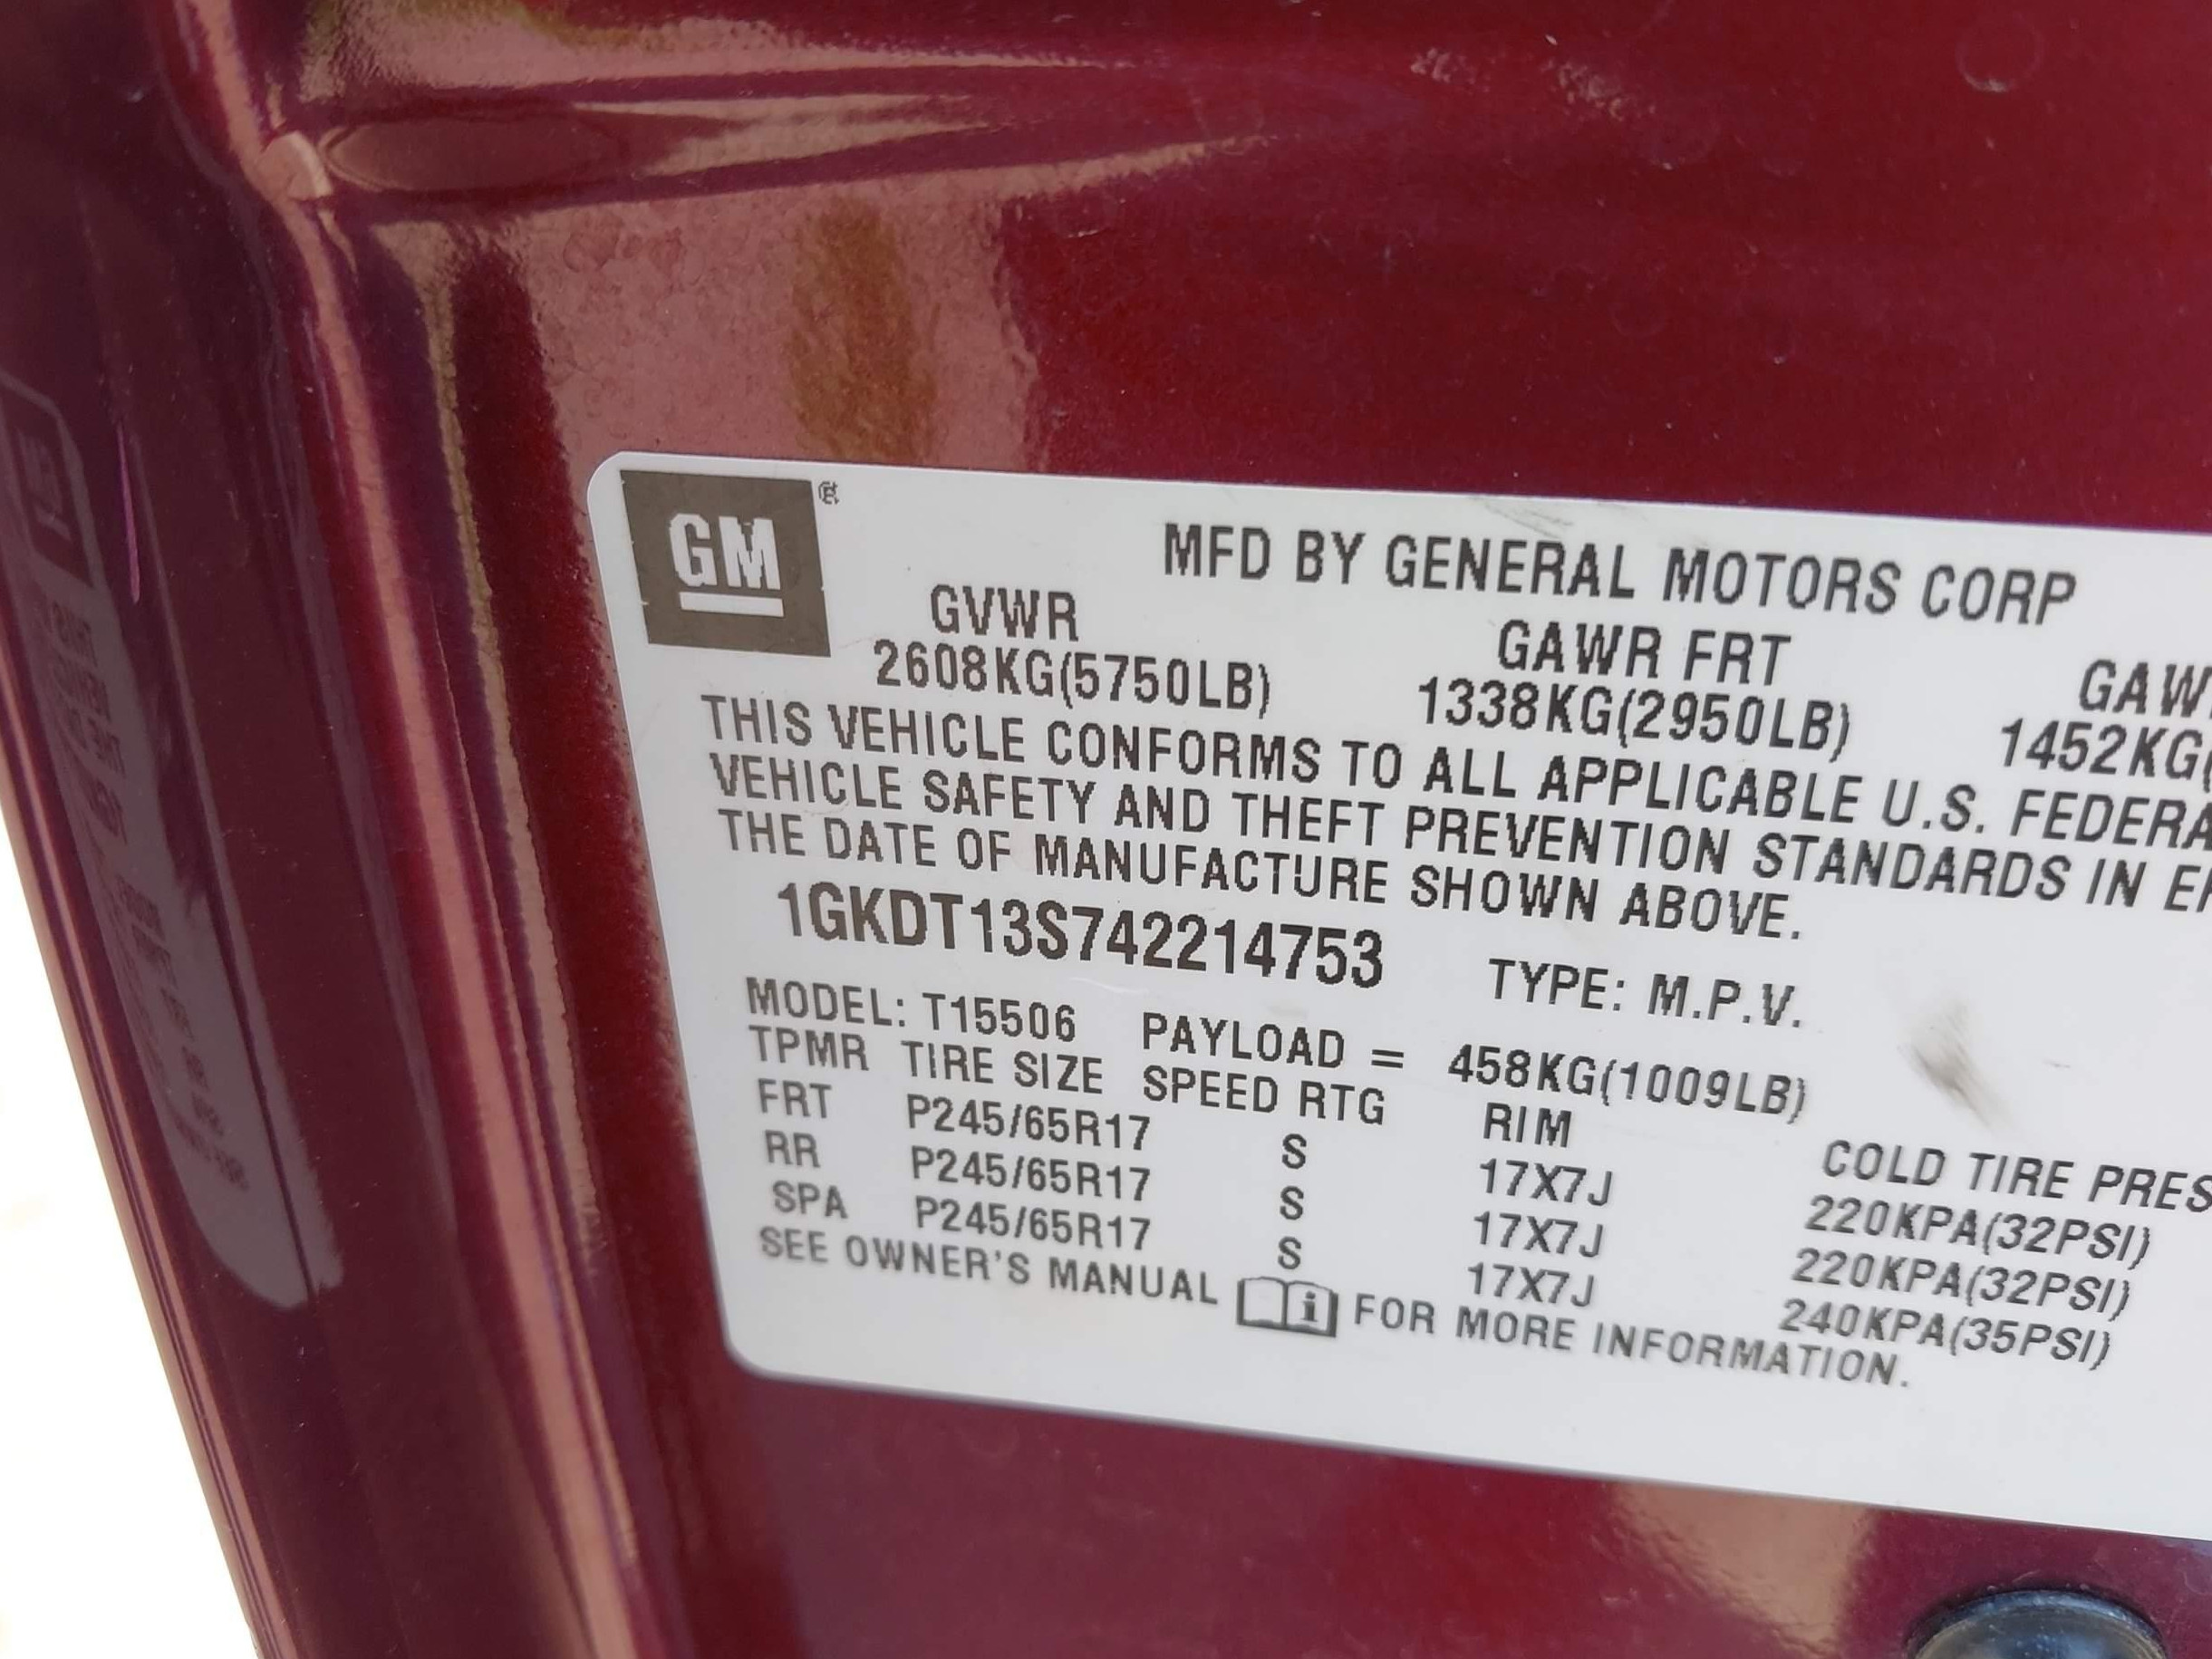 GM
MFD BY GENERAL MOTORS CORP
GVWR GAWR FRT
2608KG(5750LB) 1338KG(2950LB) 1452KG(
THIS VEHICLE CONFORMS TO ALL APPLICABLE U.S. FEDERA
VEHICLE SAFETY AND THEFT PREVENTION STANDARDS IN
THE DATE OF MANUFACTURE SHOWN ABOVE.
1GKDT13S742214753 TYPE: M.P.V.
MODEL: T15506 PAYLOAD = 458KG(1009LB)
TPMR TIRE SIZE SPEED RTG RIM COLD TIRE PRES
FRT P245/65R17 S 17X7J 220KPA(32PSI)
RR P245/65R17 S 17X7J 220KPA(32PSI)
SPA P245/65R17 S 17X7J 240KPA(35PSI)
SEE OWNER'S MANUAL FOR MORE INFORMATION.